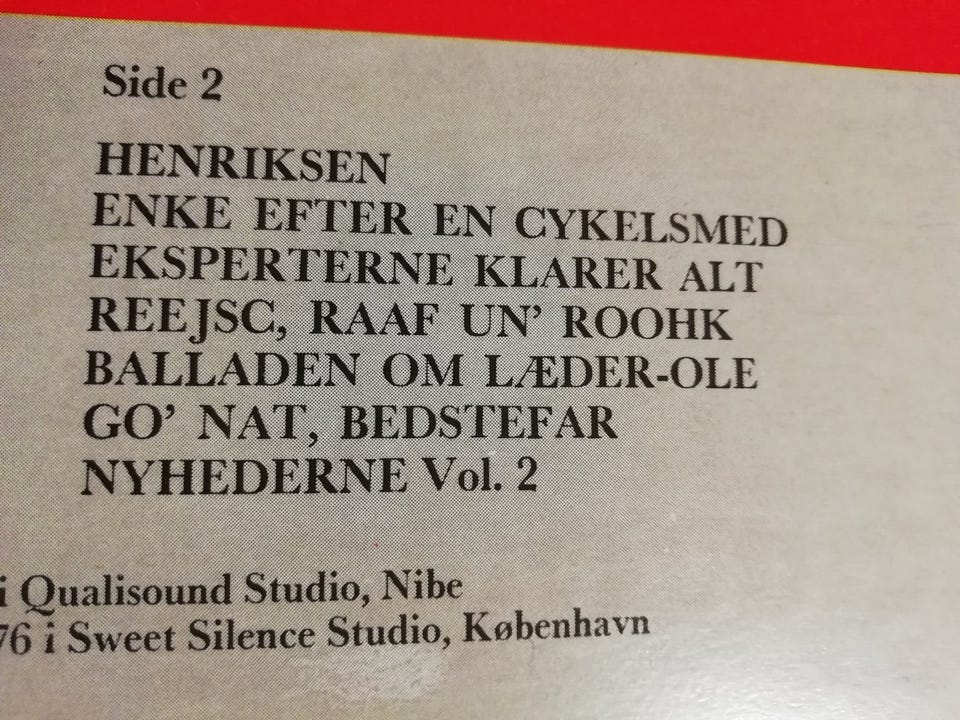 Side 2
HENRIKSEN
ENKE EFTER EN CYKELSMED
EKSPERTERNE KLARER ALT
REEJSC, RAAF UN' ROOHK
BALLADEN OM LÆDER-OLE
GO' NAT, BEDSTEFAR
NYHEDERNE Vol. 2
i Qualisound Studio, Nibe
76 i Sweet Silence Studio, København